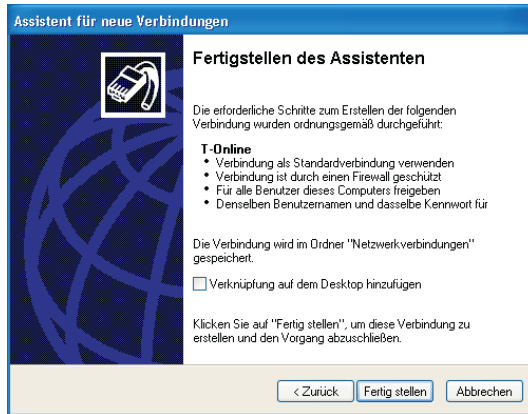 Assistent für neue Verbindungen
Fertigstellen des Assistenten
Die erforderliche Schritte zum Erstellen der folgenden
Verbindung wurden ordnungsgemäß durchgeführt:
T-Online
• Verbindung als Standardverbindung verwenden
• Verbindung ist durch einen Firewall geschützt
• Für alle Benutzer dieses Computers freigeben
• Denselben Benutzernamen und dasselbe Kennwort für
Die Verbindung wird im Ordner "Netzwerkverbindungen"
gespeichert.
Verknüpfung auf dem Desktop hinzufügen
Klicken Sie auf "Fertig stellen", um diese Verbindung zu
erstellen und den Vorgang abzuschließen.
< Zurück Fertig stellen Abbrechen